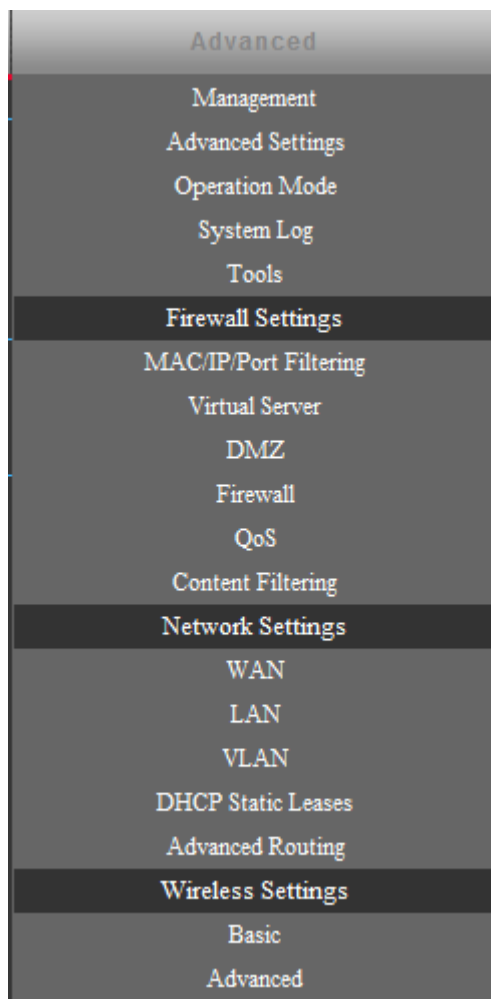 Advanced
Management
Advanced Settings
Operation Mode
System Log
Tools
Firewall Settings
MAC/IP/Port Filtering
Virtual Server
DMZ
Firewall
QoS
Content Filtering
Network Settings
WAN
LAN
VLAN
DHCP Static Leases
Advanced Routing
Wireless Settings
Basic
Advanced